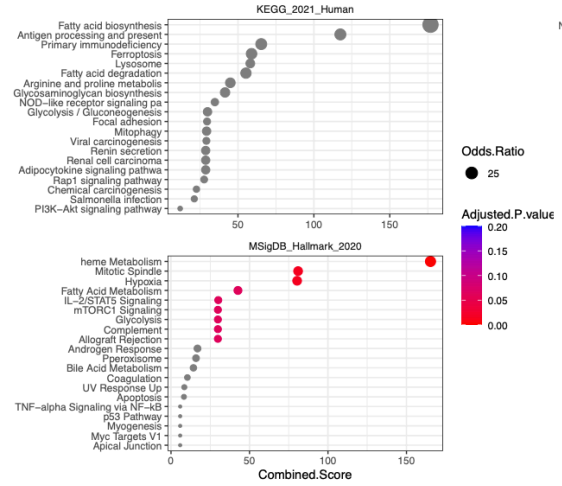 KEGG_2021_Human
Fatty acid biosynthesis
Antigen processing and present
Primary immunodeficiency
Ferroptosis
Lysosome
Fatty acid degradation
Arginine and proline metabolis
Glycosaminoglycan biosynthesis
NOD-like receptor signaling pa
Glycolysis / Gluconeogenesis
Focal adhesion
Mitophagy
Viral carcinogenesis
Renin secretion
Renal cell carcinoma
Adipocytokine signaling pathwa
Rap1 signaling pathway
Chemical carcinogenesis
Salmonella infection
PI3K-Akt signaling pathway
50 100 150
MSigDB_Hallmark_2020
heme Metabolism
Mitotic Spindle
Hypoxia
Fatty Acid Metabolism
IL-2/STAT5 Signaling
mTORC1 Signaling
Glycolysis
Complement
Allograft Rejection
Androgen Response
Pperoxisome
Bile Acid Metabolism
Coagulation
UV Response Up
Apoptosis
TNF-alpha Signaling via NF-kB
p53 Pathway
Myogenesis
Myc Targets V1
Apical Junction
0 50 100 150
Combined.Score
Odds.Ratio
25
Adjusted.P.value
0.20
0.15
0.10
0.05
0.00